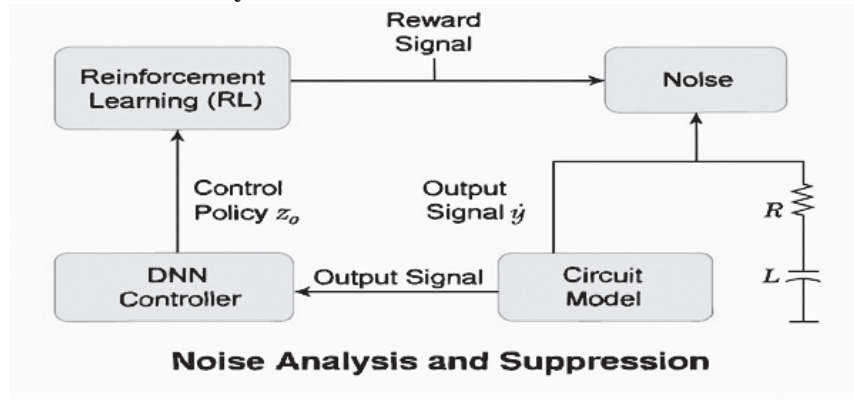 Reward
Signal
Reinforcement
Learning (RL)
Noise
Control
Policy z₀
Output
Signal ẏ
R
DNN
Controller
Output Signal
Circuit
Model
L
Noise Analysis and Suppression